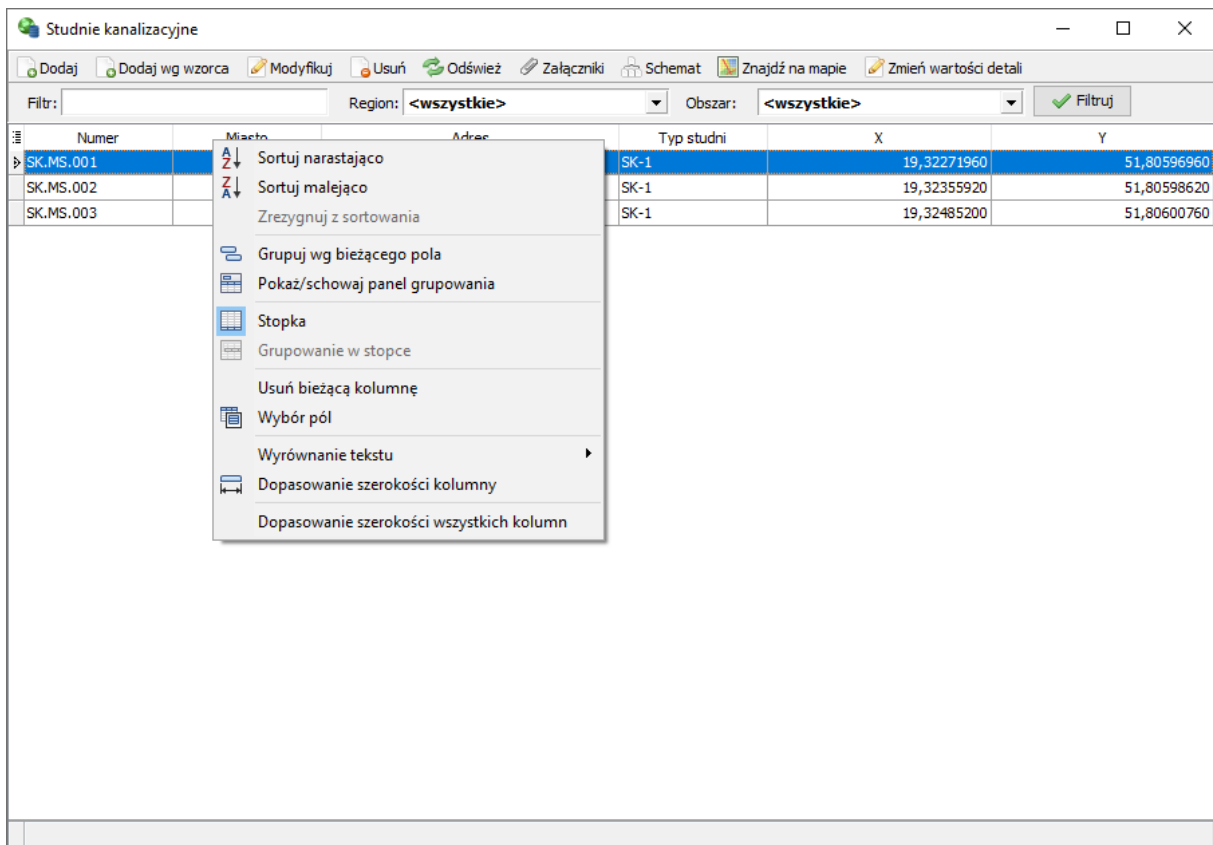 Studnie kanalizacyjne
Dodaj Dodaj wg wzorca Modyfikuj Usuń Odśwież Załączniki Schemat Znajdź na mapie Zmień wartości detali
Filtr: Region: <wszystkie> Obszar: <wszystkie> Filtruj
Numer Miasto Adres Typ studni X Y
SK.MS.001 SK-1 19,32271960 51,80596960
SK.MS.002 SK-1 19,32355920 51,80598620
SK.MS.003 SK-1 19,32485200 51,80600760
Sortuj narastająco
Sortuj malejąco
Zrezygnuj z sortowania
Grupuj wg bieżącego pola
Pokaż/schowaj panel grupowania
Stopka
Grupowanie w stopce
Usuń bieżącą kolumnę
Wybór pól
Wyrównanie tekstu
Dopasowanie szerokości kolumny
Dopasowanie szerokości wszystkich kolumn